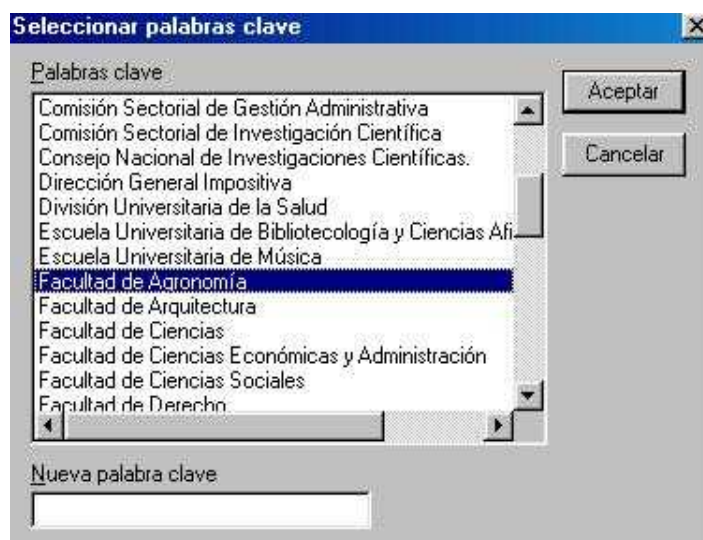 Seleccionar palabras clave
Palabras clave
Comisión Sectorial de Gestión Administrativa
Comisión Sectorial de Investigación Científica
Consejo Nacional de Investigaciones Científicas.
Dirección General Impositiva
División Universitaria de la Salud
Escuela Universitaria de Bibliotecología y Ciencias Afi
Escuela Universitaria de Música
Facultad de Agronomía
Facultad de Arquitectura
Facultad de Ciencias
Facultad de Ciencias Económicas y Administración
Facultad de Ciencias Sociales
Facultad de Derecho
Aceptar
Cancelar
Nueva palabra clave